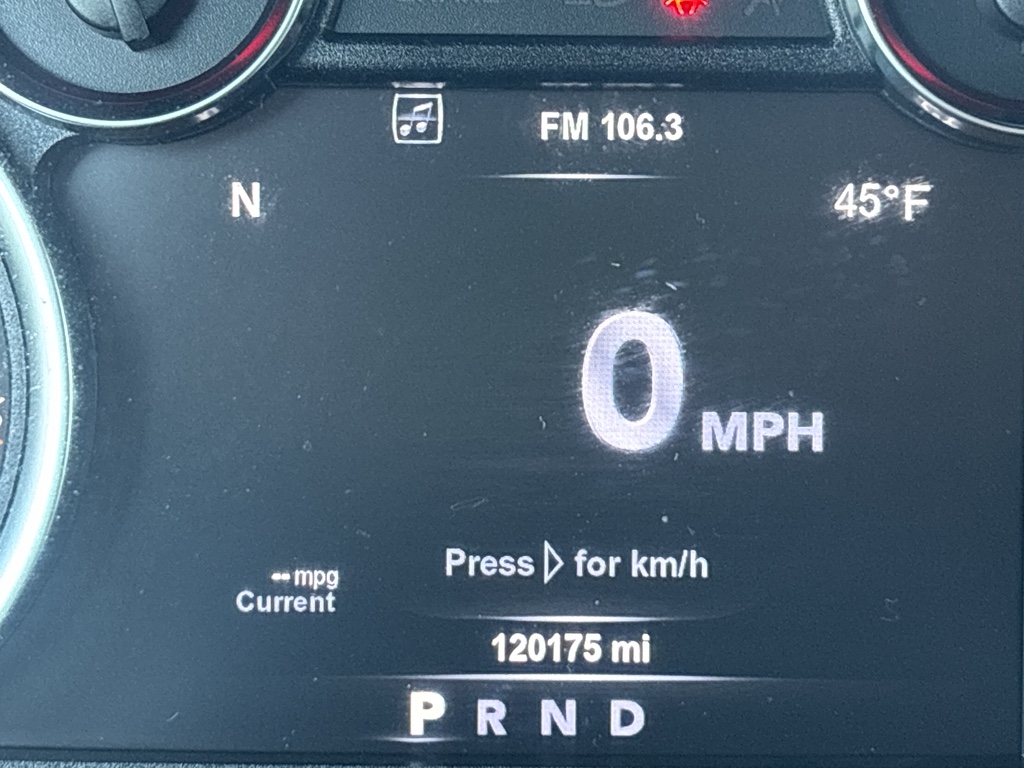 FM 106.3
N
45°F
0 MPH
Press ▷ for km/h
-- mpg
Current
120175 mi
P R N D